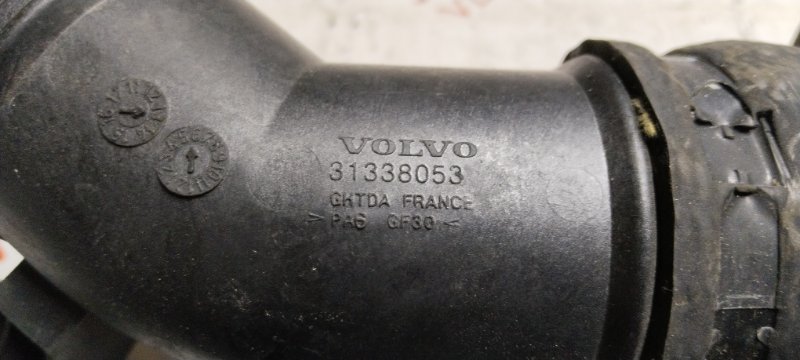 VOLVO
31338053
GHTDA FRANCE
>PA6 GF30<